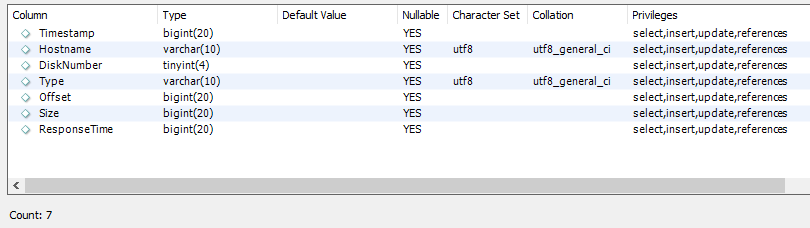 Column Type Default Value Nullable Character Set Collation Privileges
Timestamp bigint(20) YES select,insert,update,references
Hostname varchar(10) YES utf8 utf8_general_ci select,insert,update,references
DiskNumber tinyint(4) YES select,insert,update,references
Type varchar(10) YES utf8 utf8_general_ci select,insert,update,references
Offset bigint(20) YES select,insert,update,references
Size bigint(20) YES select,insert,update,references
ResponseTime bigint(20) YES select,insert,update,references
Count: 7